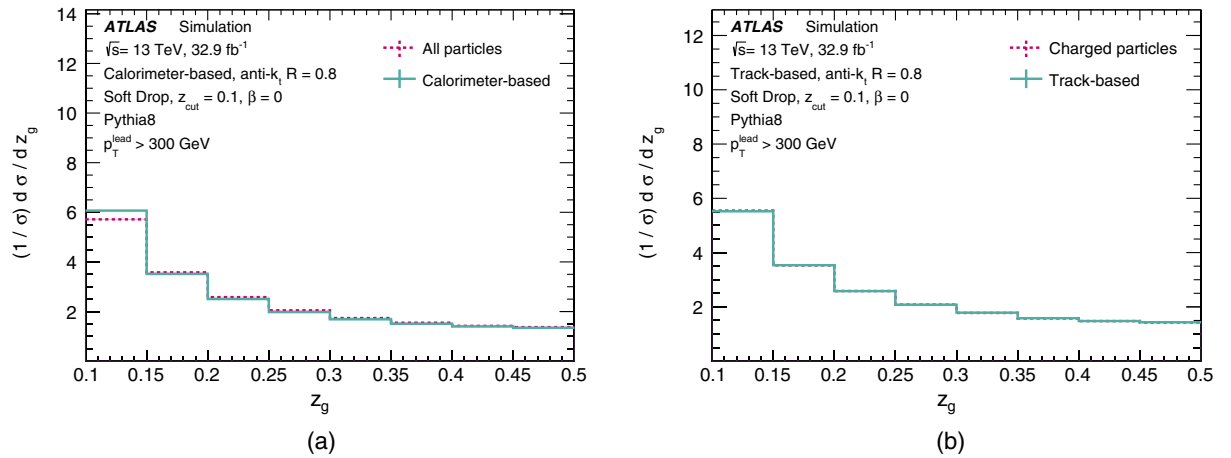 ATLAS Simulation
√s= 13 TeV, 32.9 fb⁻¹
Calorimeter-based, anti-kₜ R = 0.8
Soft Drop, z_cut = 0.1, β = 0
Pythia8
p_T^lead > 300 GeV
All particles
Calorimeter-based
(1 / σ) d σ / d z_g
14
12
10
8
6
4
2
0.1 0.15 0.2 0.25 0.3 0.35 0.4 0.45 0.5
z_g
(a)
ATLAS Simulation
√s= 13 TeV, 32.9 fb⁻¹
Track-based, anti-kₜ R = 0.8
Soft Drop, z_cut = 0.1, β = 0
Pythia8
p_T^lead > 300 GeV
Charged particles
Track-based
(1 / σ) d σ / d z_g
12
10
8
6
4
2
0.1 0.15 0.2 0.25 0.3 0.35 0.4 0.45 0.5
z_g
(b)